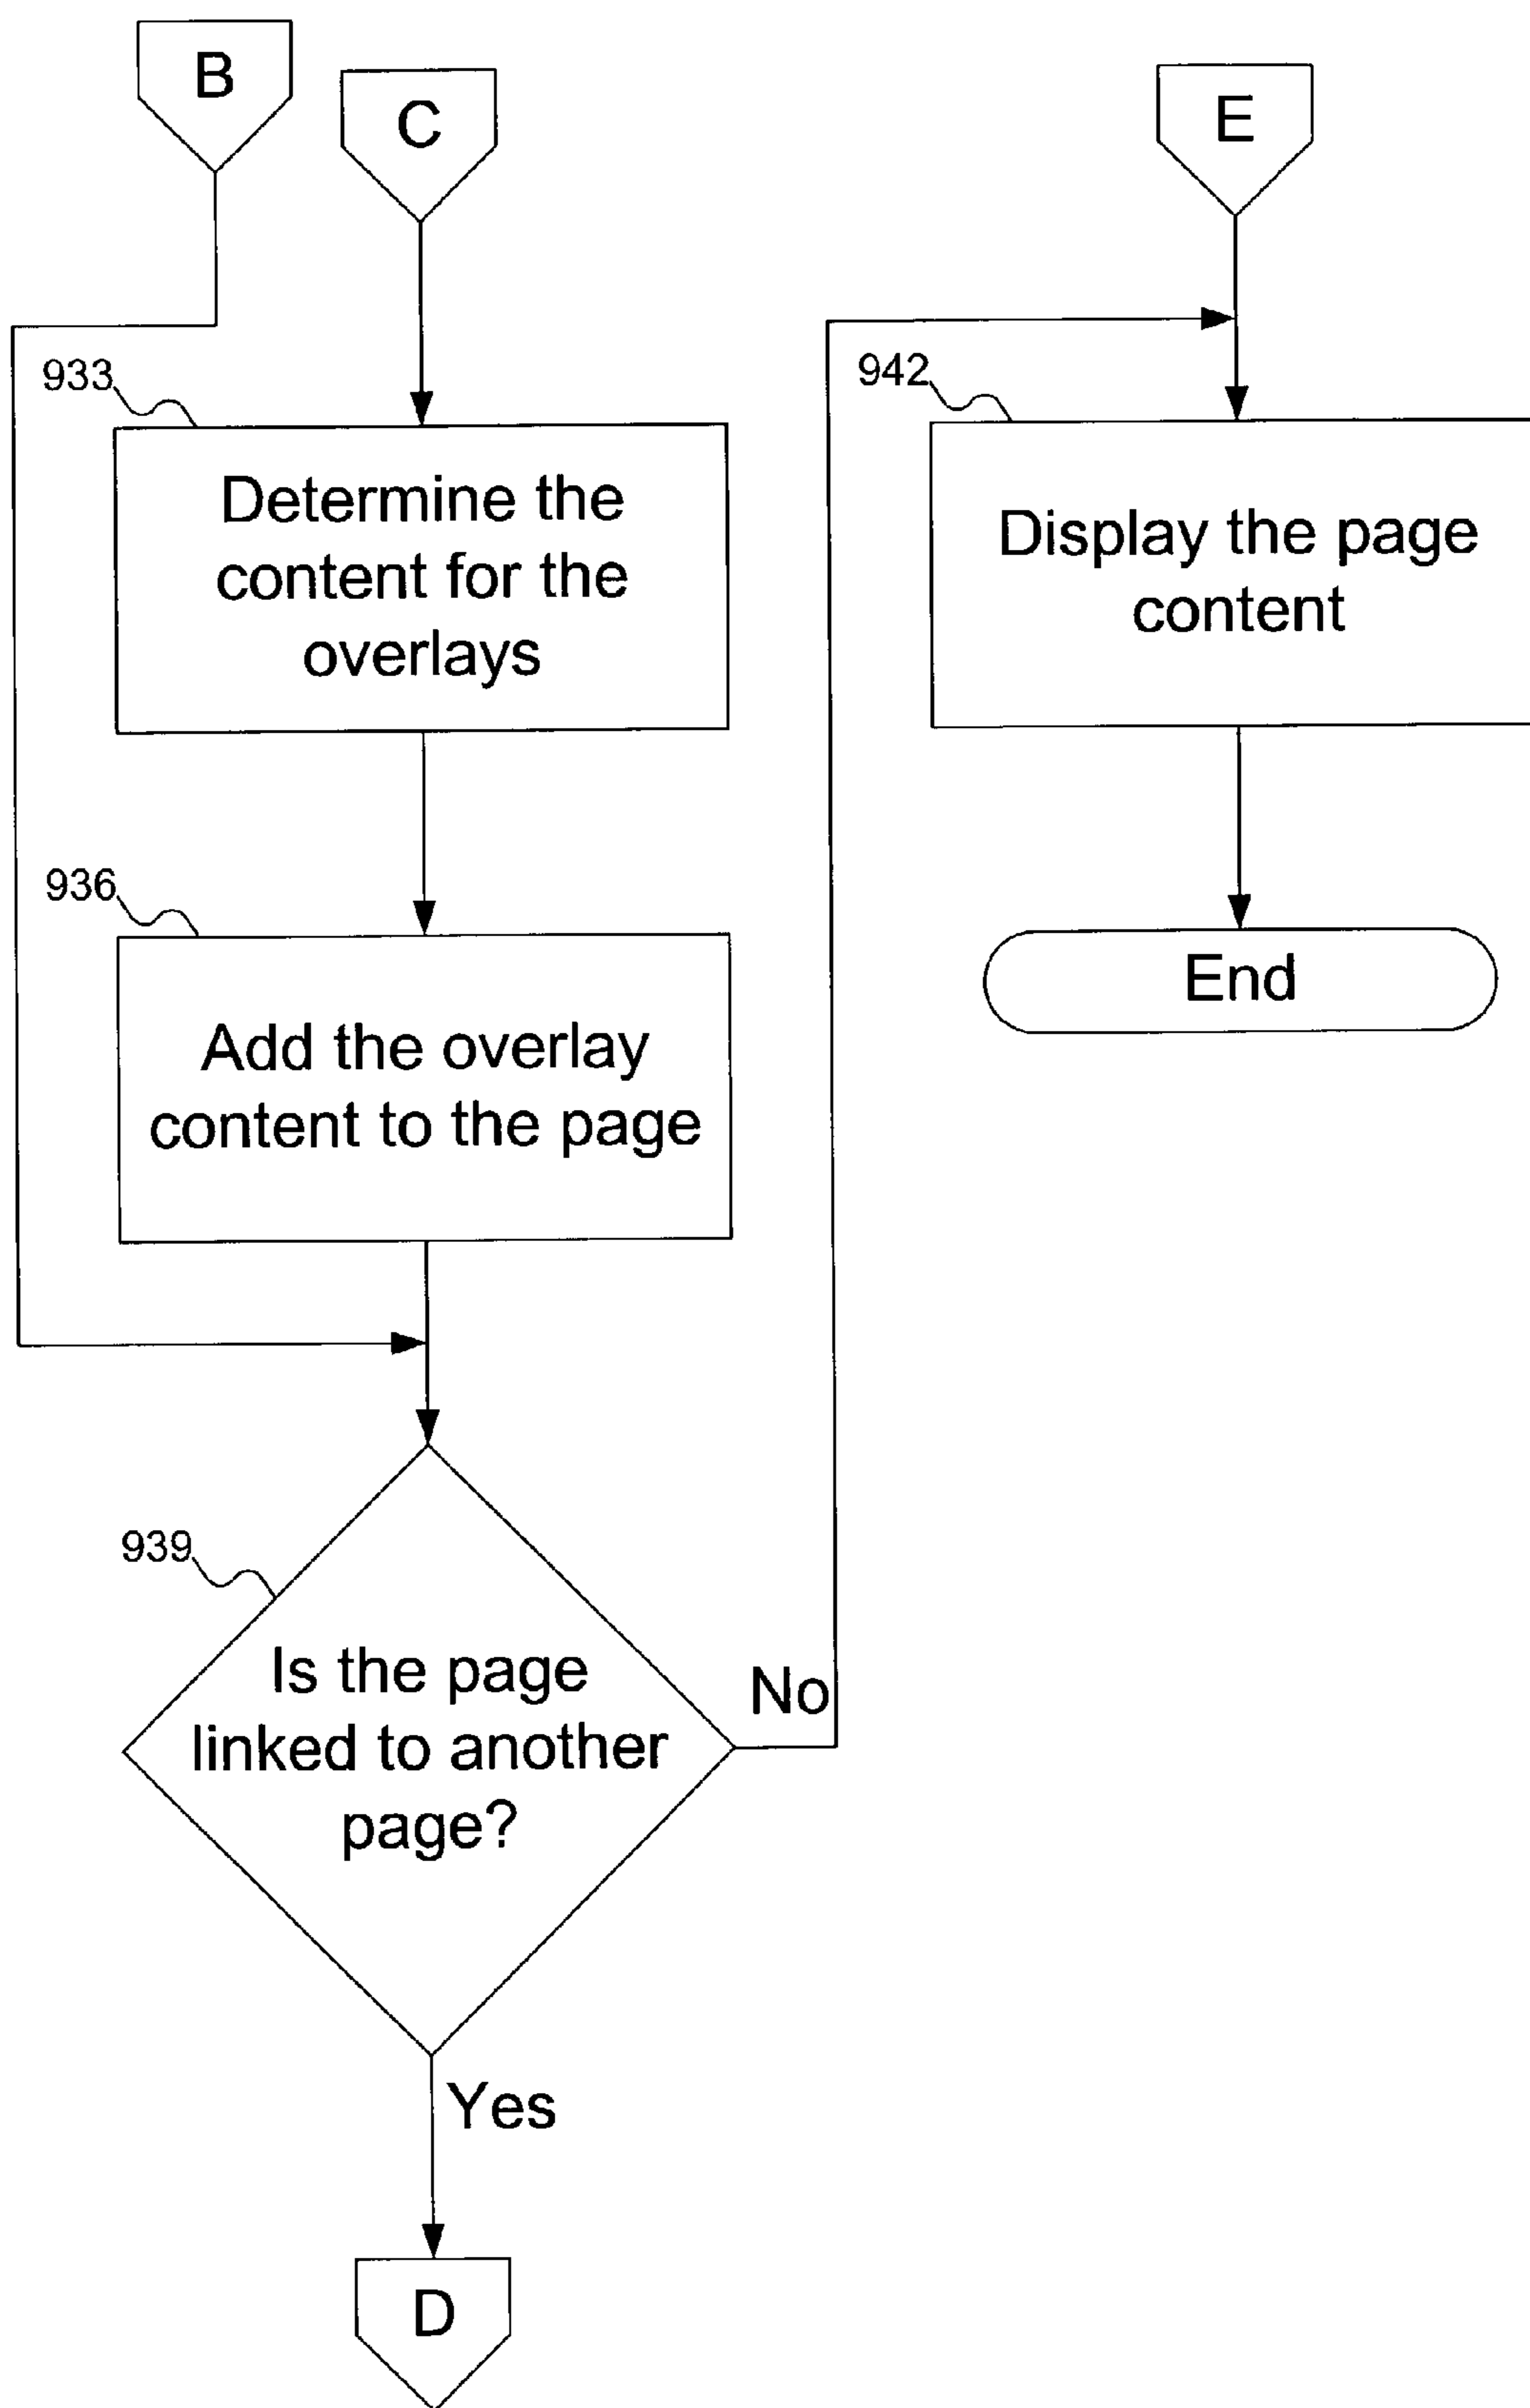 B
C
933
Determine the
content for the
overlays
936
Add the overlay
content to the page
939
Is the page
linked to another
page?
No
Yes
D
E
942
Display the page
content
End